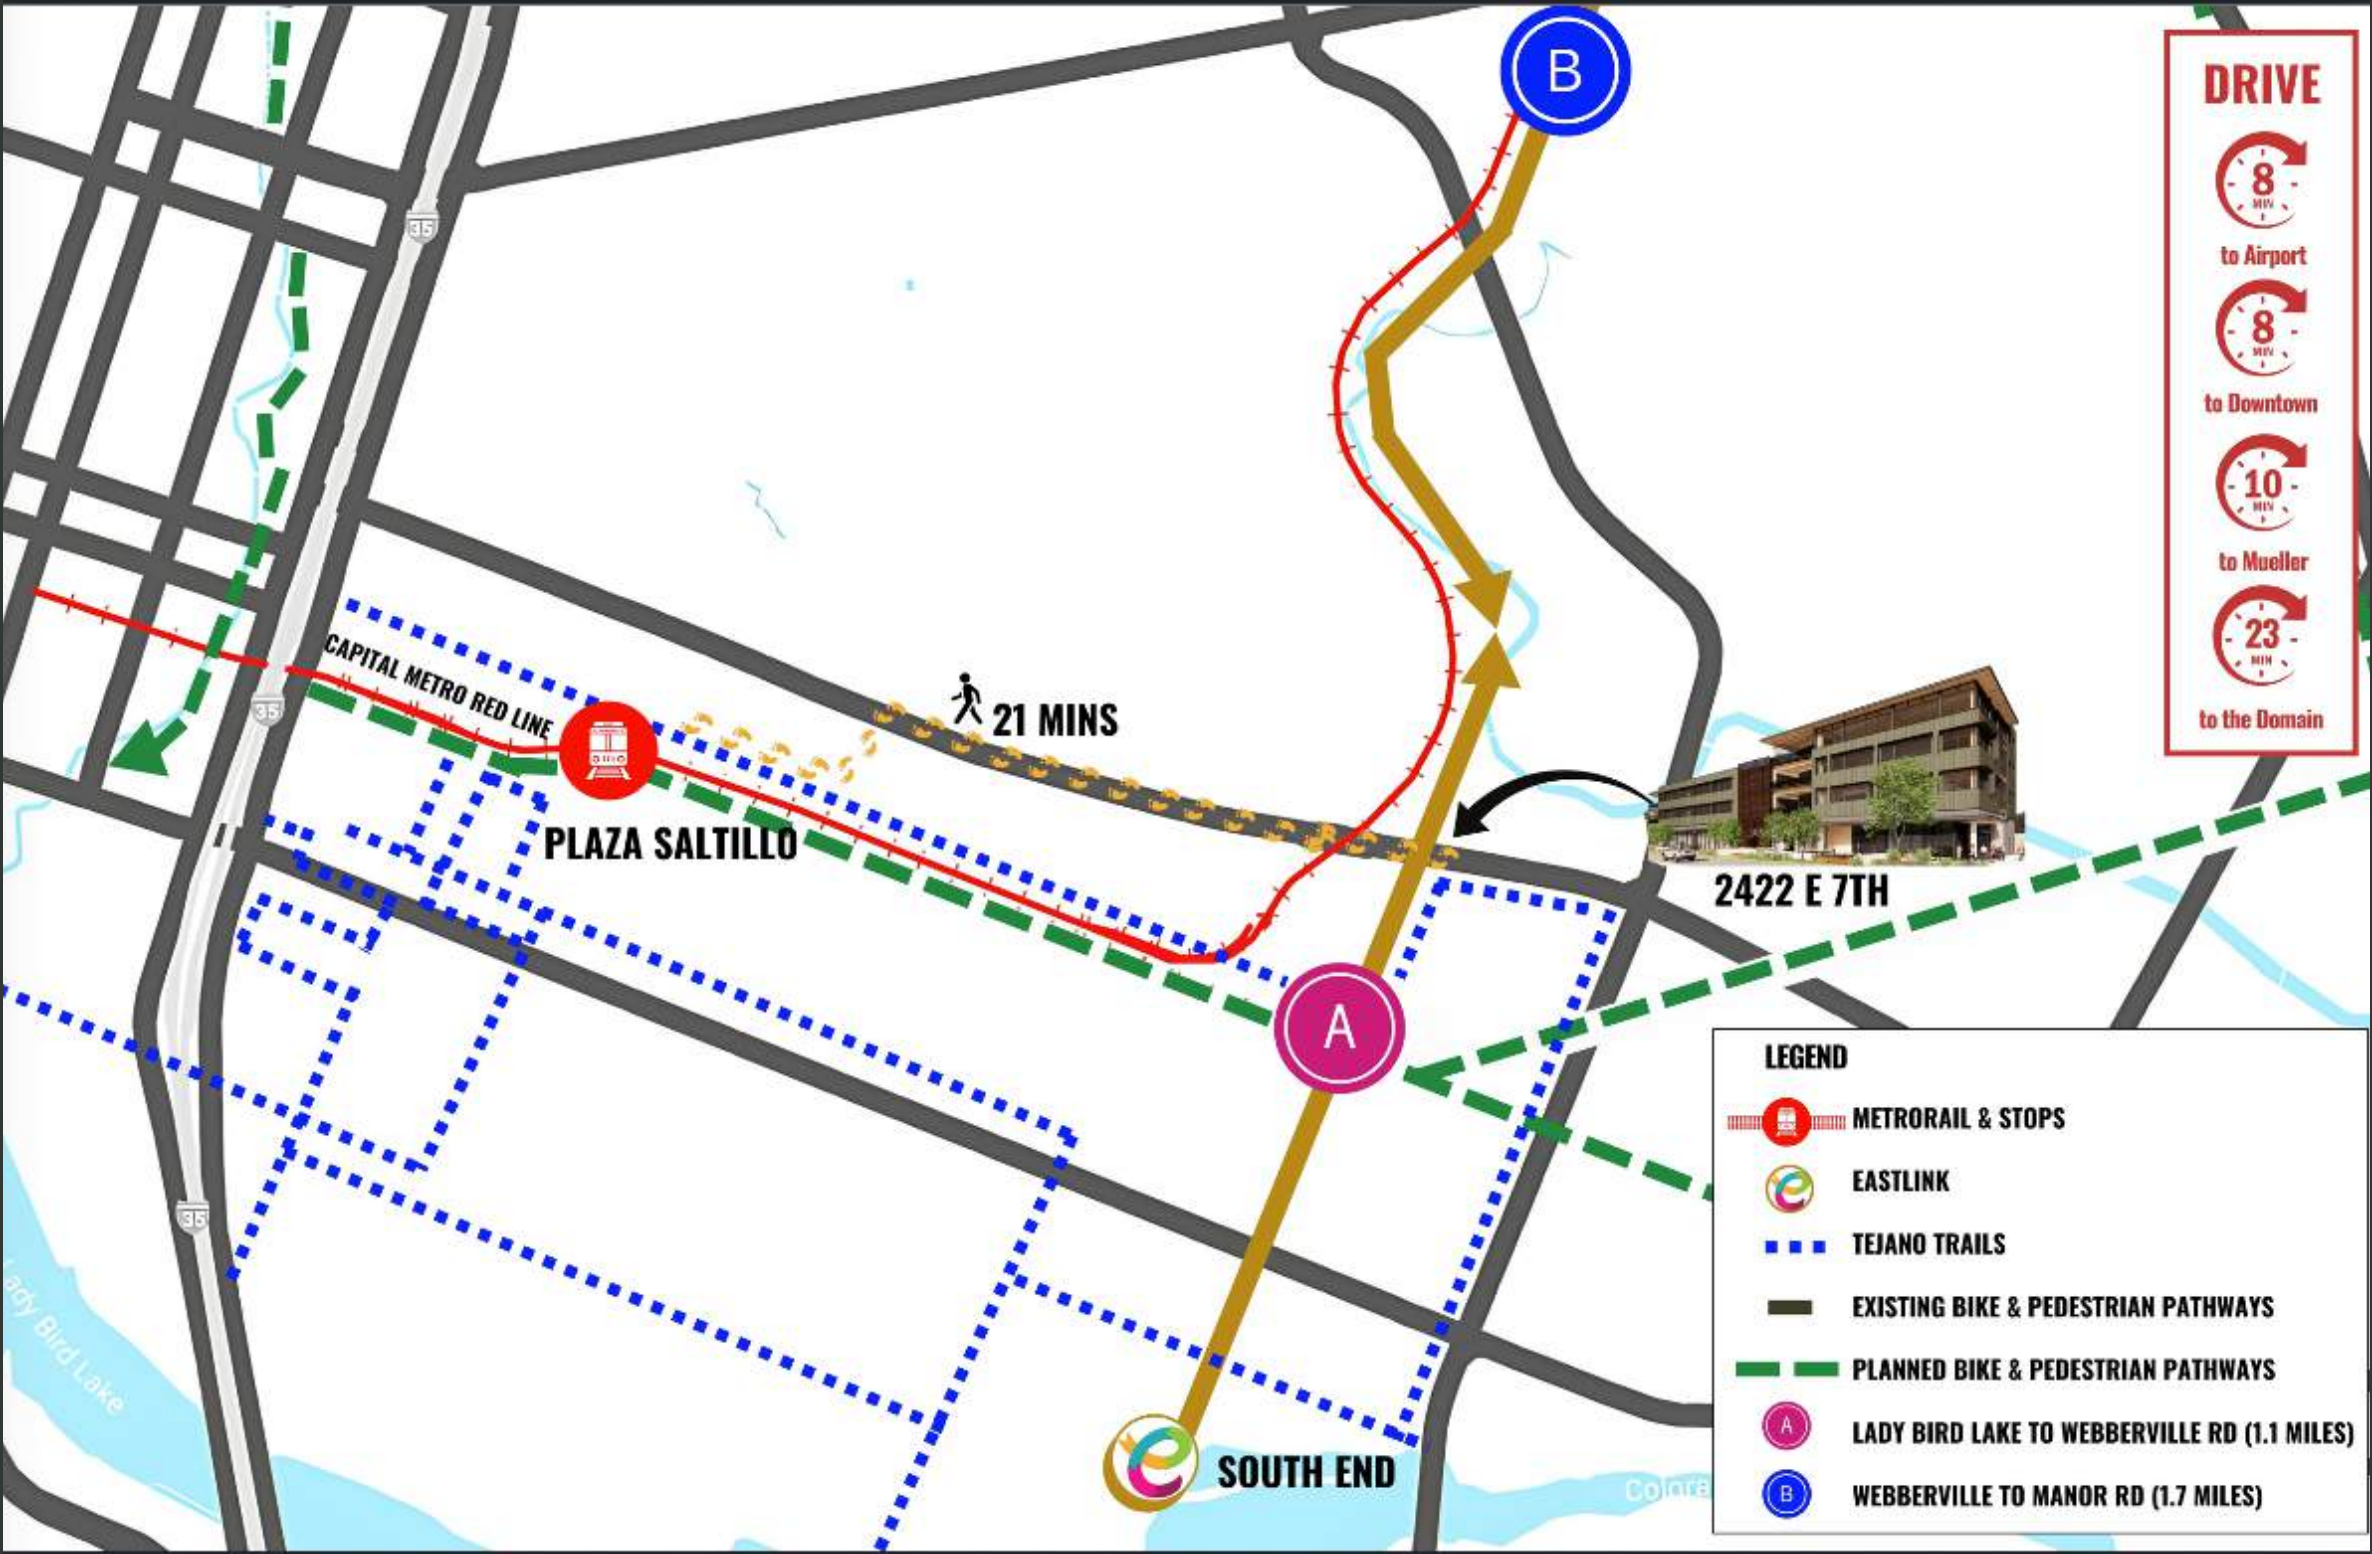 B
DRIVE
8
MIN
to Airport
8
MIN
to Downtown
10
MIN
to Mueller
23
MIN
to the Domain
35
CAPITAL METRO RED LINE
35
21 MINS
PLAZA SALTILLO
2422 E 7TH
A
35
Lady Bird Lake
SOUTH END
LEGEND
METRORAIL & STOPS
EASTLINK
TEJANO TRAILS
EXISTING BIKE & PEDESTRIAN PATHWAYS
PLANNED BIKE & PEDESTRIAN PATHWAYS
A
LADY BIRD LAKE TO WEBBERVILLE RD (1.1 MILES)
B
WEBBERVILLE TO MANOR RD (1.7 MILES)